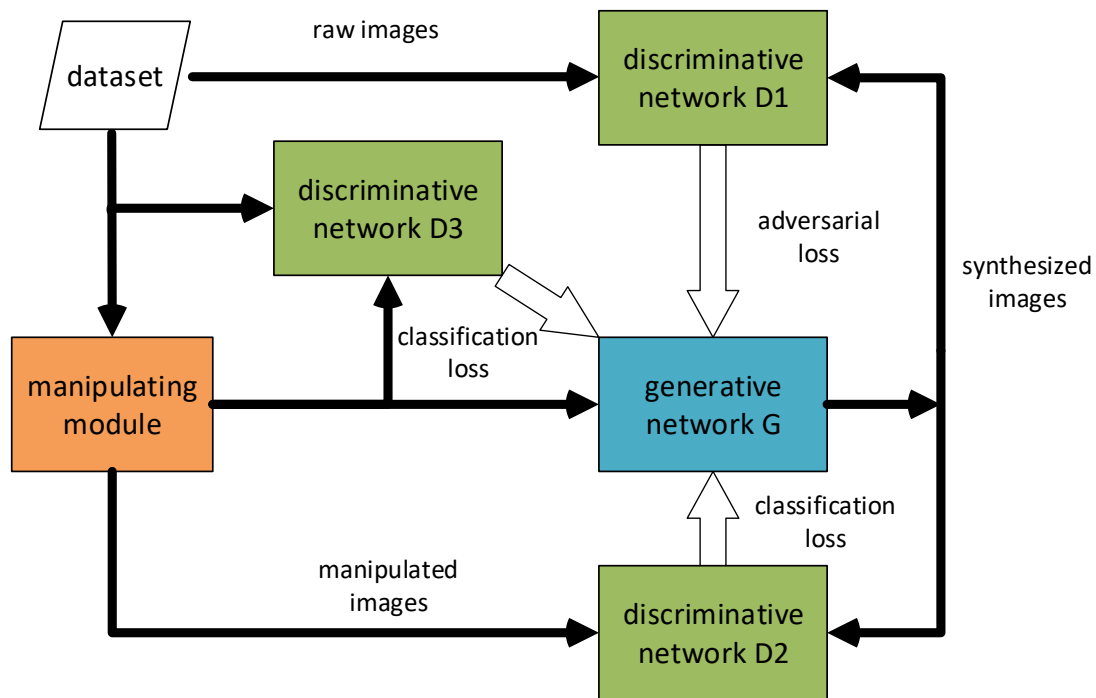 raw images
dataset
discriminative
network D1
discriminative
network D3
adversarial
loss
synthesized
images
classification
loss
manipulating
module
generative
network G
classification
loss
manipulated
images
discriminative
network D2